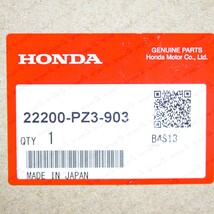 HONDA
GENUINE PARTS
Honda Motor Co., Ltd.
22200-PZ3-903
QTY 1
B4S13
MADE IN JAPAN